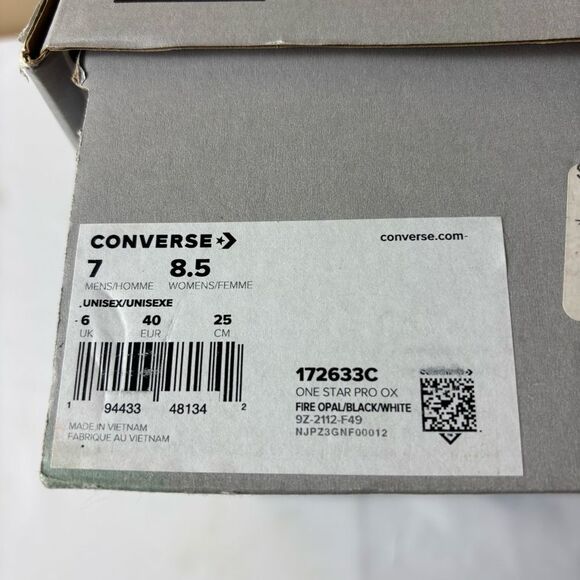 CONVERSE
converse.com
7 8.5
MENS/HOMME WOMENS/FEMME
UNISEX/UNISEXE
6 40 25
UK EUR CM
1 94433 48134 2
172633C
ONE STAR PRO OX
FIRE OPAL/BLACK/WHITE
9Z-2112-F49
NJPZ3GNF00012
MADE IN VIETNAM
FABRIQUE AU VIETNAM